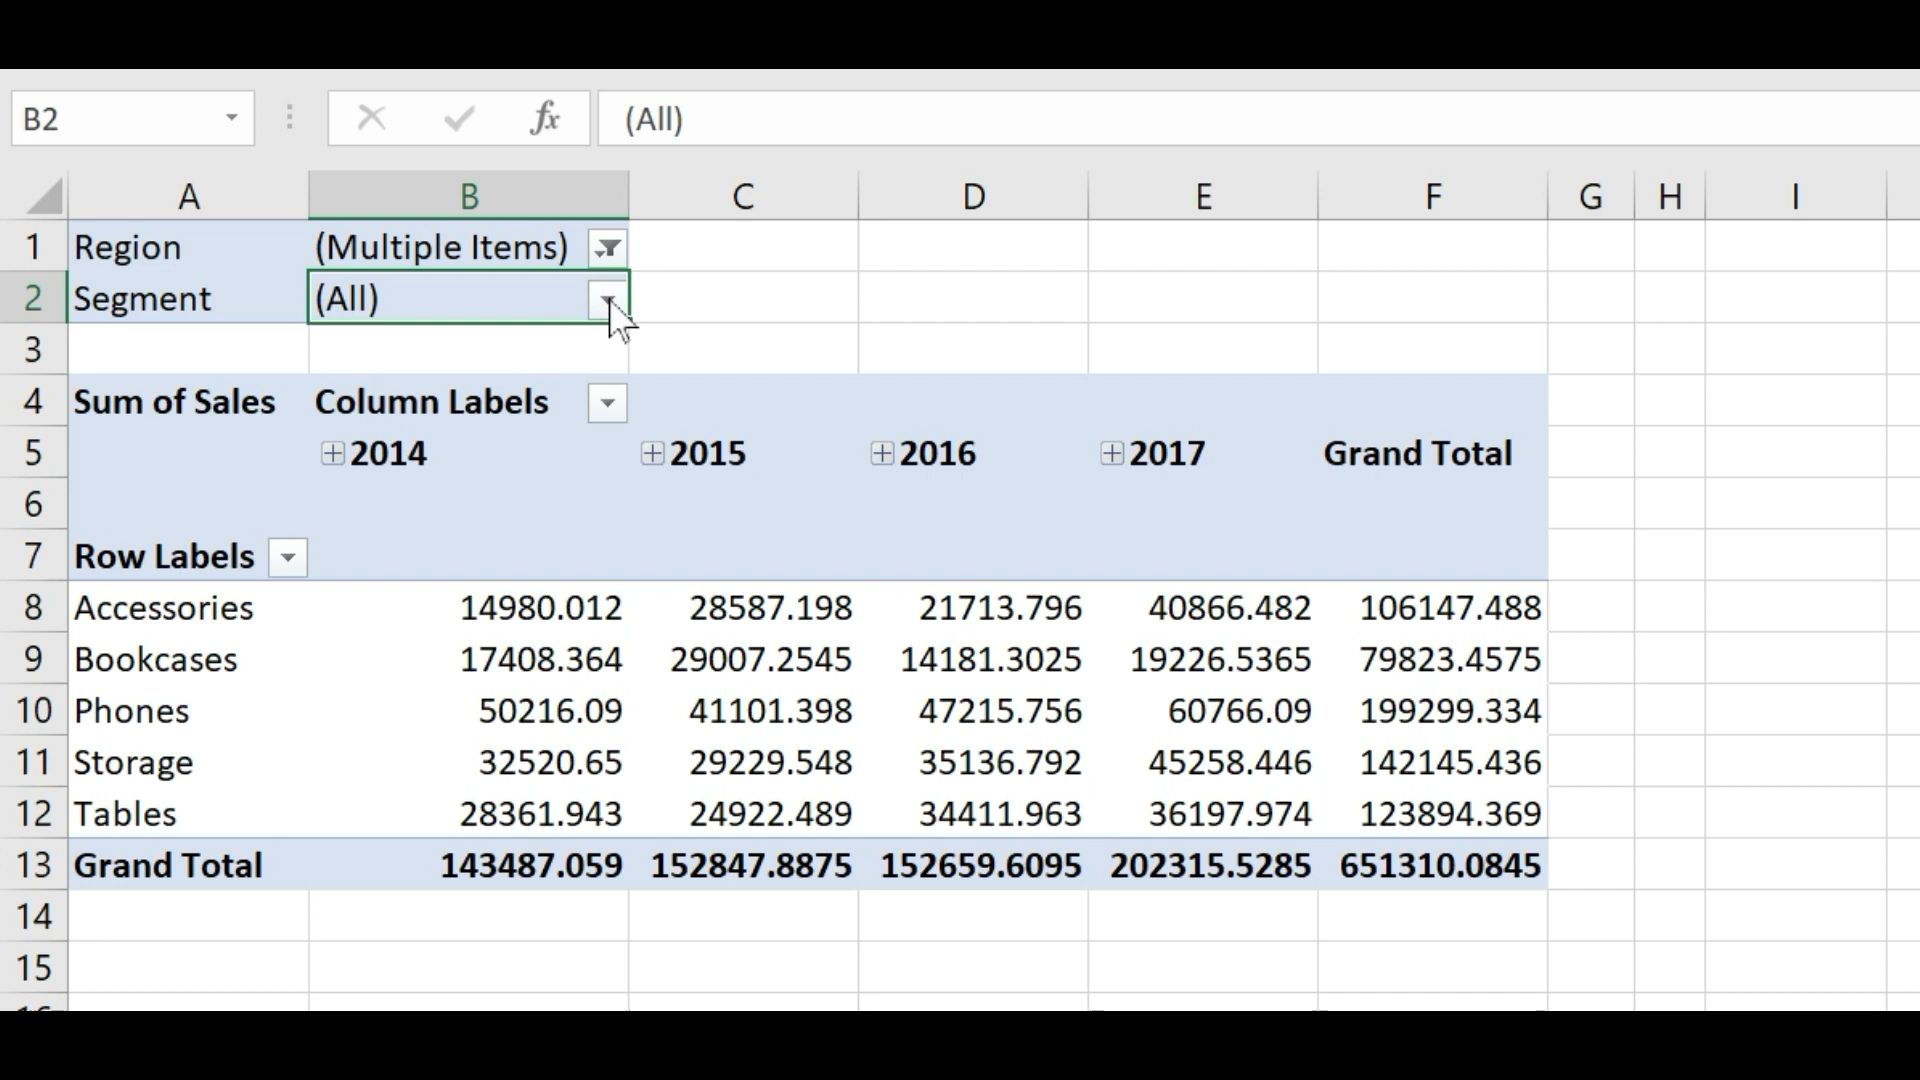 B2 fx (All)
A B C D E F G H I
1 Region (Multiple Items)
2 Segment (All)
3
4 Sum of Sales Column Labels
5 2014 2015 2016 2017 Grand Total
6
7 Row Labels
8 Accessories 14980.012 28587.198 21713.796 40866.482 106147.488
9 Bookcases 17408.364 29007.2545 14181.3025 19226.5365 79823.4575
10 Phones 50216.09 41101.398 47215.756 60766.09 199299.334
11 Storage 32520.65 29229.548 35136.792 45258.446 142145.436
12 Tables 28361.943 24922.489 34411.963 36197.974 123894.369
13 Grand Total 143487.059 152847.8875 152659.6095 202315.5285 651310.0845
14
15